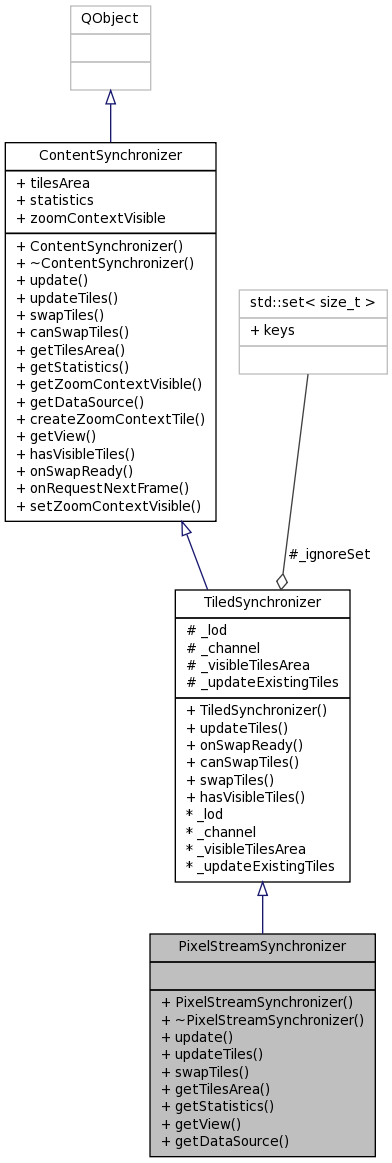 QObject
ContentSynchronizer
+ tilesArea
+ statistics
+ zoomContextVisible
+ ContentSynchronizer()
+ ~ContentSynchronizer()
+ update()
+ updateTiles()
+ swapTiles()
+ canSwapTiles()
+ getTilesArea()
+ getStatistics()
+ getZoomContextVisible()
+ getDataSource()
+ createZoomContextTile()
+ getView()
+ hasVisibleTiles()
+ onSwapReady()
+ onRequestNextFrame()
+ setZoomContextVisible()
std::set< size_t >
+ keys
#_ignoreSet
TiledSynchronizer
# _lod
# _channel
# _visibleTilesArea
# _updateExistingTiles
+ TiledSynchronizer()
+ updateTiles()
+ onSwapReady()
+ canSwapTiles()
+ swapTiles()
+ hasVisibleTiles()
* _lod
* _channel
* _visibleTilesArea
* _updateExistingTiles
PixelStreamSynchronizer
+ PixelStreamSynchronizer()
+ ~PixelStreamSynchronizer()
+ update()
+ updateTiles()
+ swapTiles()
+ getTilesArea()
+ getStatistics()
+ getView()
+ getDataSource()